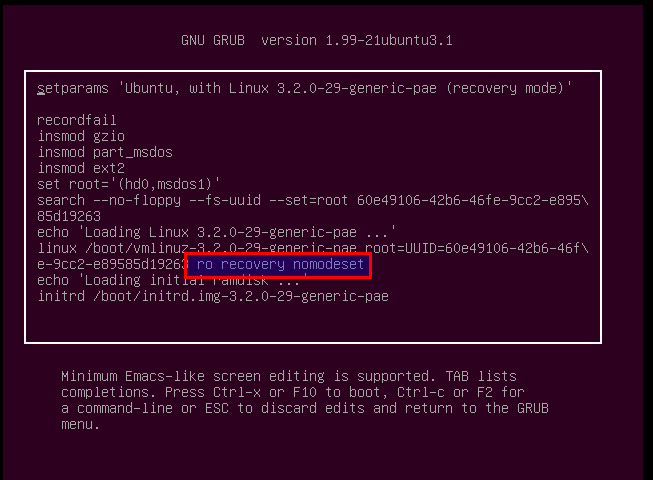 GNU GRUB  version 1.99-21ubuntu3.1
setparams 'Ubuntu, with Linux 3.2.0-29-generic-pae (recovery mode)'
recordfail
insmod gzio
insmod part_msdos
insmod ext2
set root='(hd0,msdos1)'
search --no-floppy --fs-uuid --set=root 60e49106-42b6-46fe-9cc2-e895\
85d19263
echo 'Loading Linux 3.2.0-29-generic-pae ...'
linux /boot/vmlinuz-3.2.0-29-generic-pae root=UUID=60e49106-42b6-46f\
e-9cc2-e89585d19263 ro recovery nomodeset
echo 'Loading initial ramdisk ...'
initrd /boot/initrd.img-3.2.0-29-generic-pae
Minimum Emacs-like screen editing is supported. TAB lists
completions. Press Ctrl-x or F10 to boot, Ctrl-c or F2 for
a command-line or ESC to discard edits and return to the GRUB
menu.